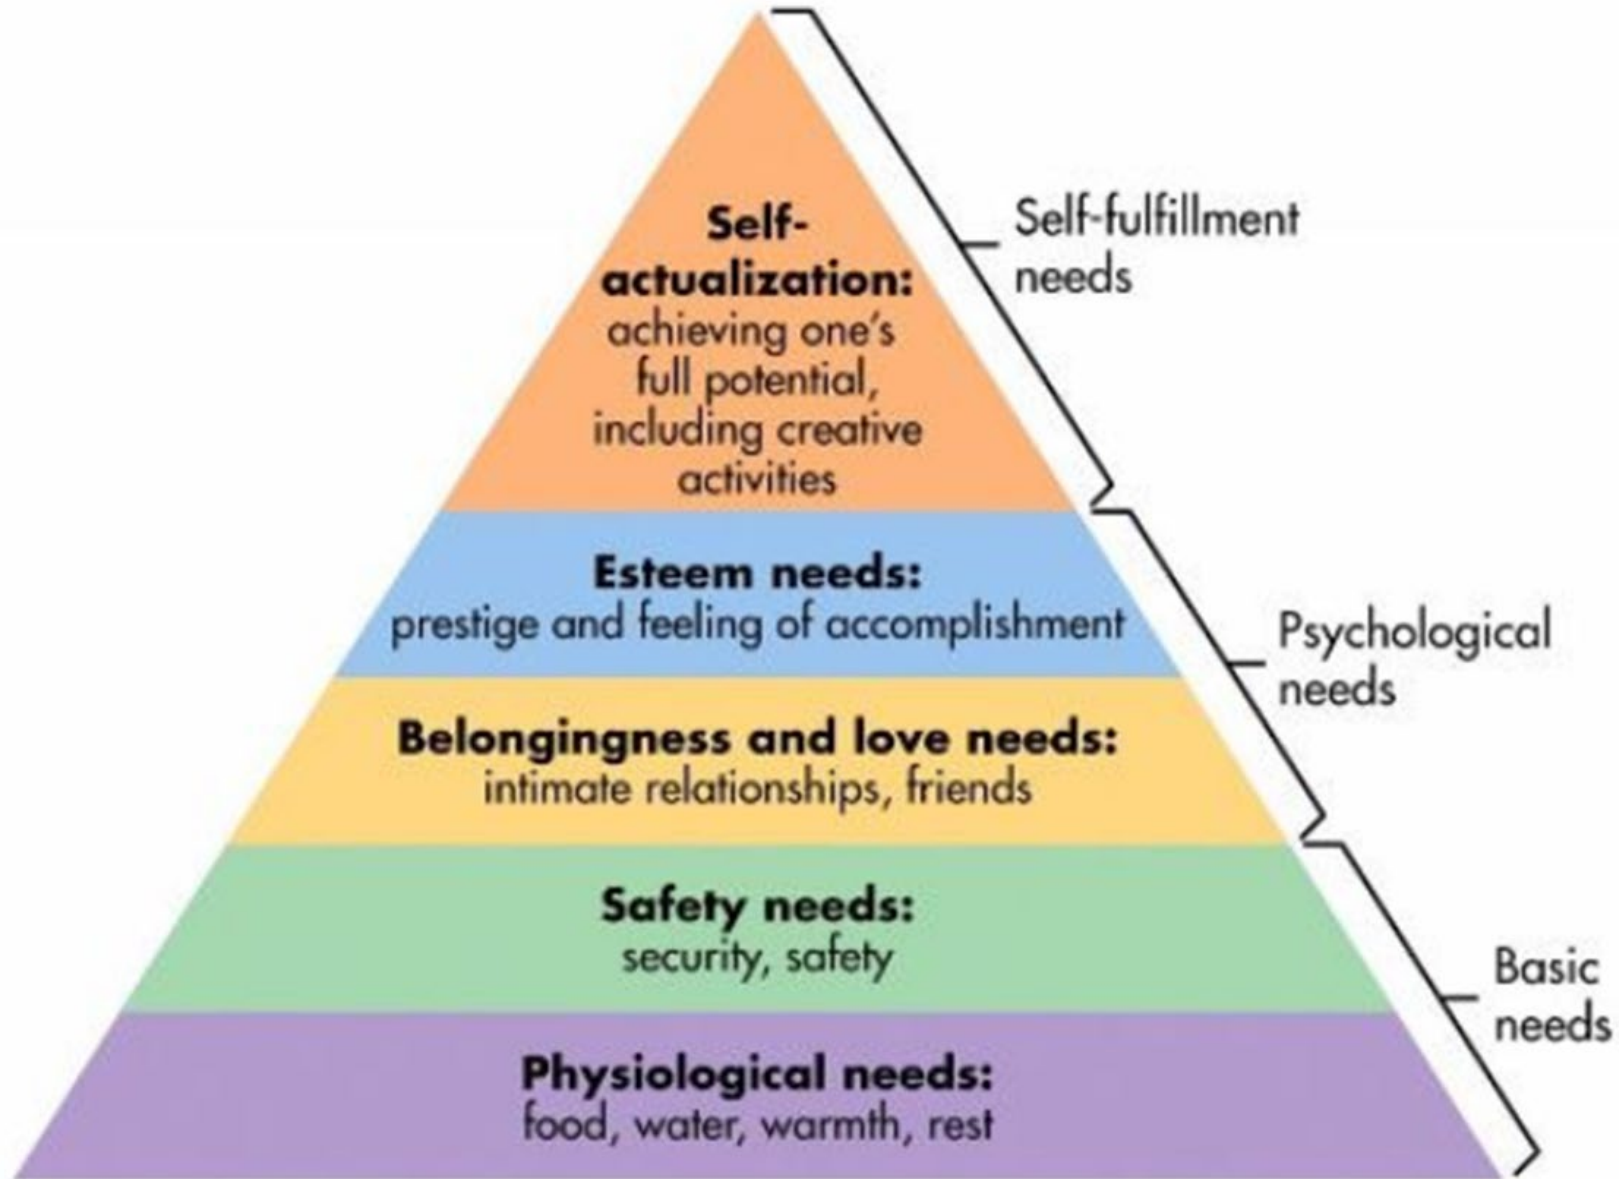 Self-
actualization:
achieving one's
full potential,
including creative
activities
Self-fulfillment
needs
Esteem needs:
prestige and feeling of accomplishment
Psychological
needs
Belongingness and love needs:
intimate relationships, friends
Safety needs:
security, safety
Basic
needs
Physiological needs:
food, water, warmth, rest